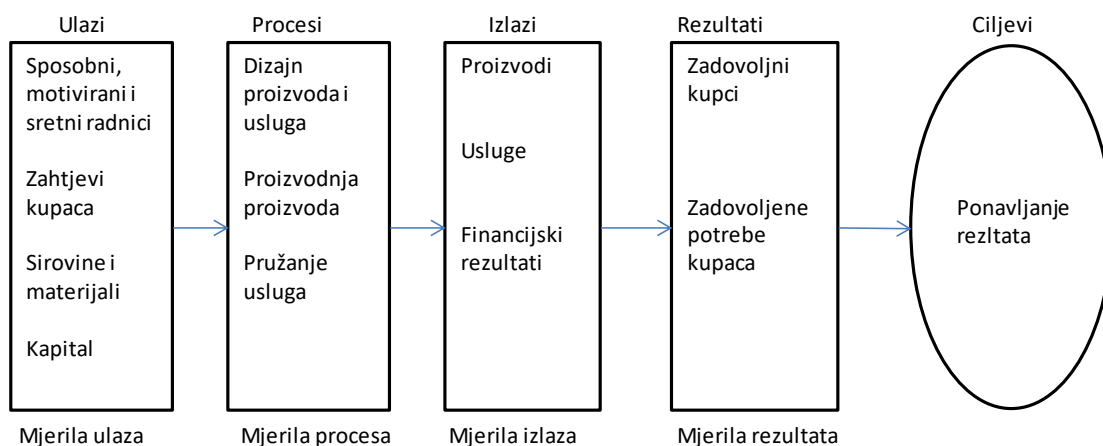 Ulazi
Sposobni,
motivirani i
sretni radnici
Zahtjevi
kupaca
Sirovine i
materijali
Kapital
Mjerila ulaza
Procesi
Dizajn
proizvoda i
usluga
Proizvodnja
proizvoda
Pružanje
usluga
Mjerila procesa
Izlazi
Proizvodi
Usluge
Financijski
rezultati
Mjerila izlaza
Rezultati
Zadovoljni
kupci
Zadovoljene
potrebe
kupaca
Mjerila rezultata
Ciljevi
Ponavljanje
rezltata